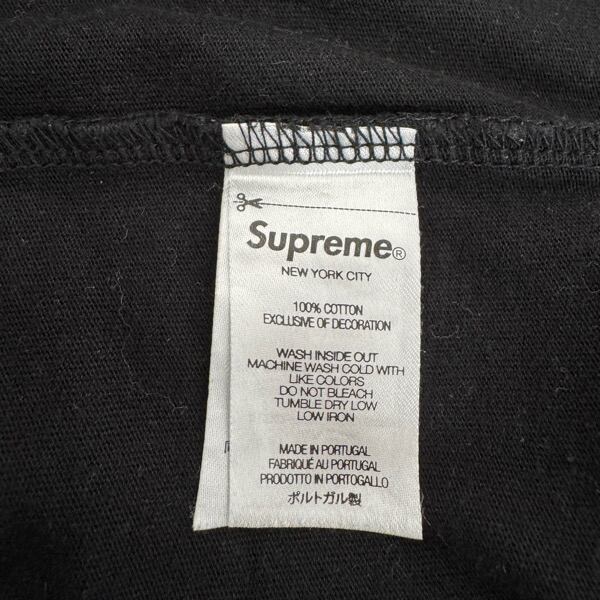 Supreme®
NEW YORK CITY
100% COTTON
EXCLUSIVE OF DECORATION
WASH INSIDE OUT
MACHINE WASH COLD WITH
LIKE COLORS
DO NOT BLEACH
TUMBLE DRY LOW
LOW IRON
MADE IN PORTUGAL
FABRIQUÉ AU PORTUGAL
PRODOTTO IN PORTOGALLO
ポルトガル製